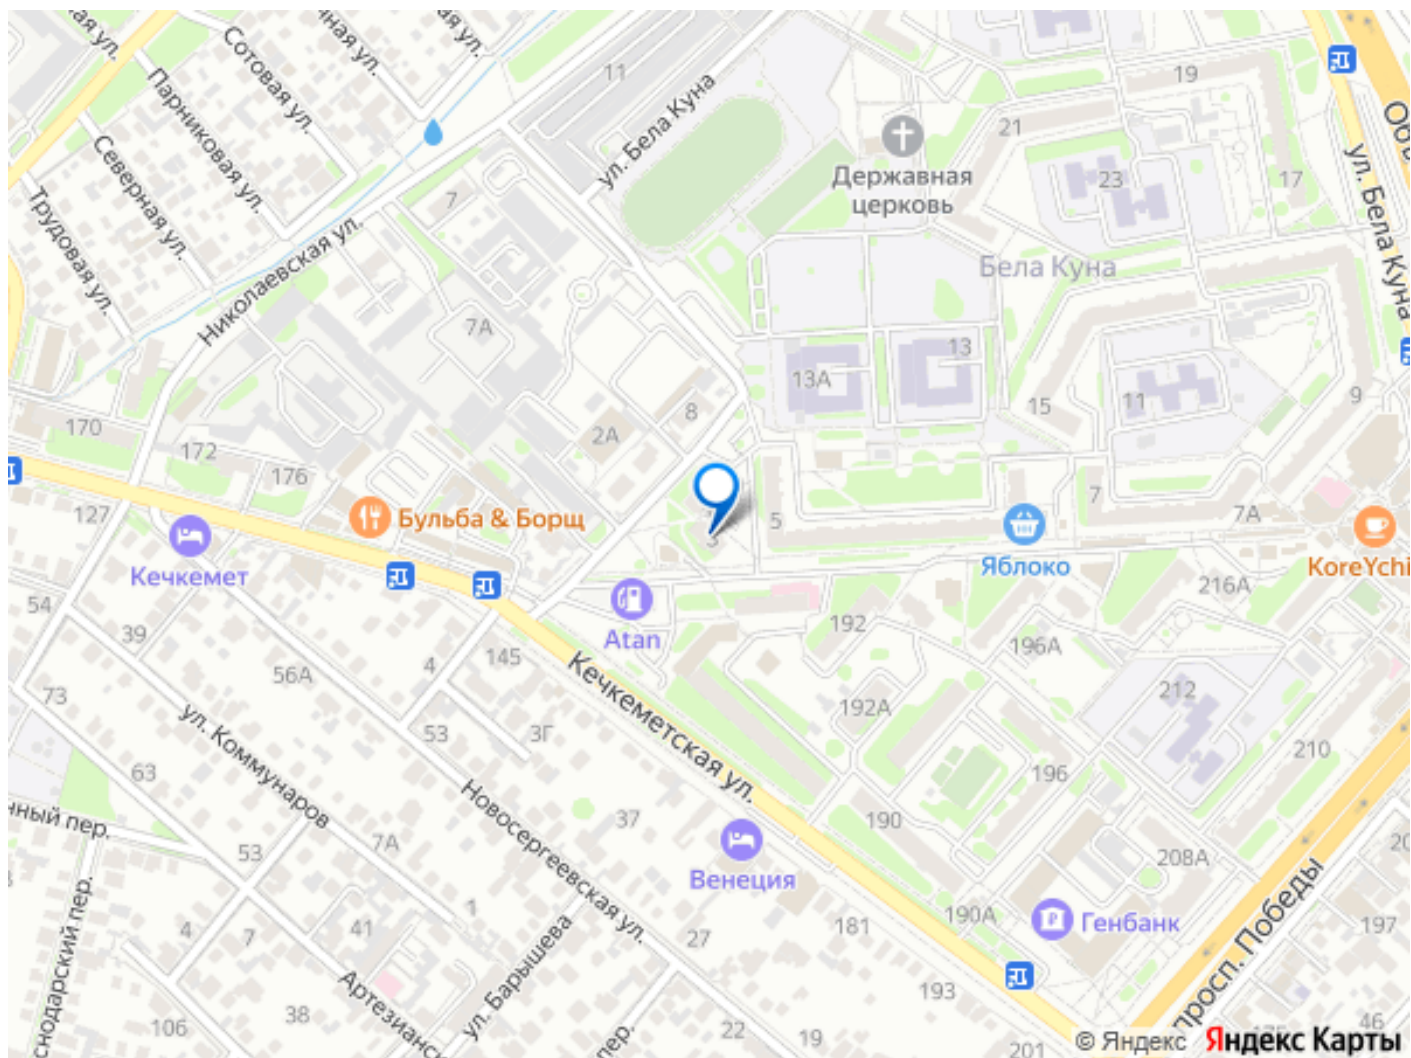 Сотовая ул.
Парниковая ул.
Северная ул.
Трудовая ул.
11
ул. Бела Куна
19
21
Державная
церковь
23
17
ул. Бела Куна
7
Николаевская ул.
Бела Куна
7А
13
13А
8
15
11
9
170
172
2А
176
127
Бульба & Борщ
5
7
7А
3
Кечкемет
Яблоко
KoreYchi
54
216А
39
Atan
192
196А
4
145
56А
73
Кечкеметская ул.
192А
212
53
3Г
ул. Коммунаров
63
196
210
Новосергеевская ул.
37
190
7А
53
208А
Венеция
просп. Победы
1
190А
Генбанк
4
7
41
181
197
27
ул. Барышева
193
38
106
22
19
46
201
пер.
© Яндекс
Яндекс Карты